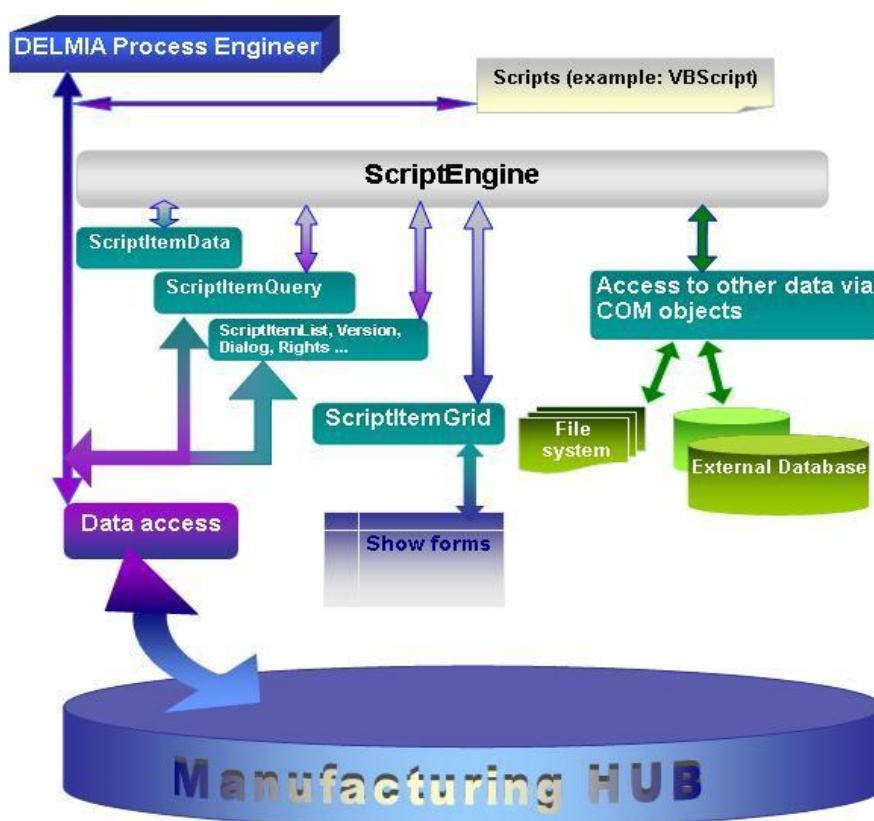 DELMIA Process Engineer
Scripts (example: VBScript)
ScriptEngine
ScriptItemData
ScriptItemQuery
ScriptItemList, Version,
Dialog, Rights ...
Access to other data via
COM objects
ScriptItemGrid
File
system
External Database
Data access
Show forms
Manufacturing HUB